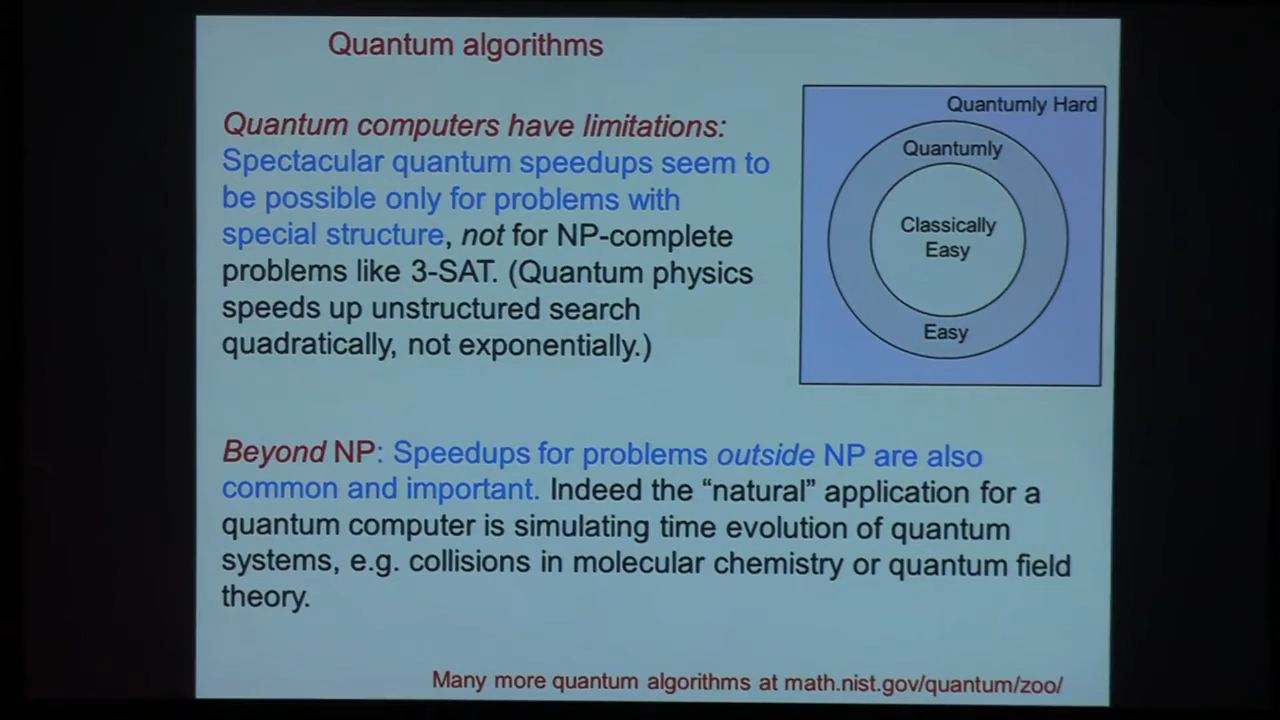 Quantum algorithms
Quantum computers have limitations:
Spectacular quantum speedups seem to
be possible only for problems with
special structure, not for NP-complete
problems like 3-SAT. (Quantum physics
speeds up unstructured search
quadratically, not exponentially.)
Quantumly Hard
Quantumly
Classically
Easy
Easy
Beyond NP: Speedups for problems outside NP are also
common and important. Indeed the “natural” application for a
quantum computer is simulating time evolution of quantum
systems, e.g. collisions in molecular chemistry or quantum field
theory.
Many more quantum algorithms at math.nist.gov/quantum/zoo/